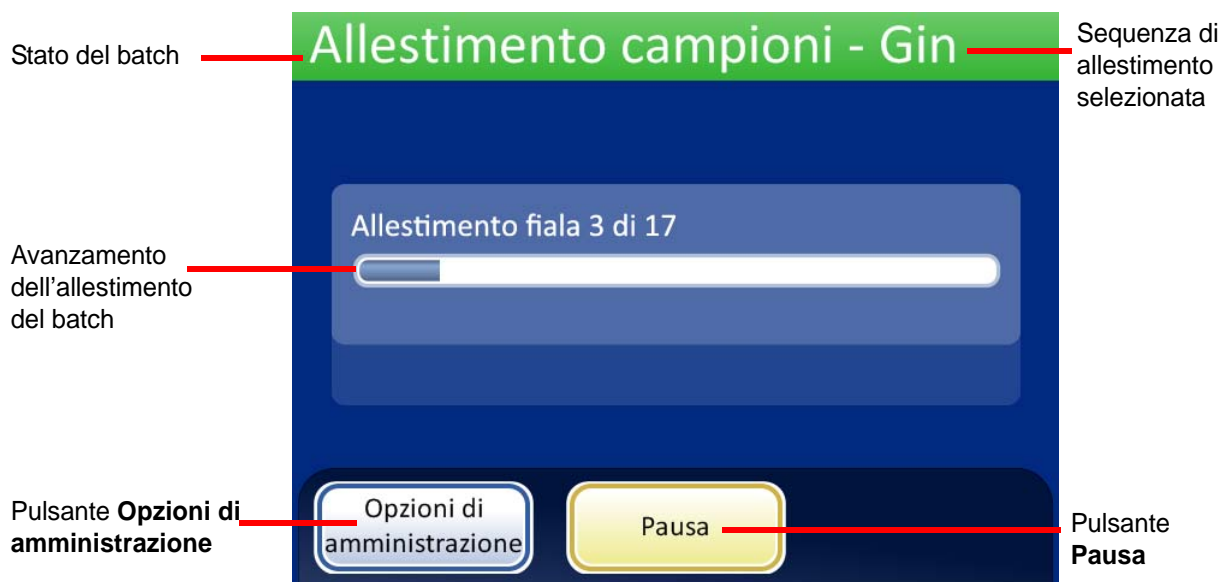 Stato del batch
Allestimento campioni - Gin
Sequenza di
allestimento
selezionata
Allestimento fiala 3 di 17
Avanzamento
dell’allestimento
del batch
Pulsante Opzioni di
amministrazione
Opzioni di
amministrazione
Pausa
Pulsante
Pausa